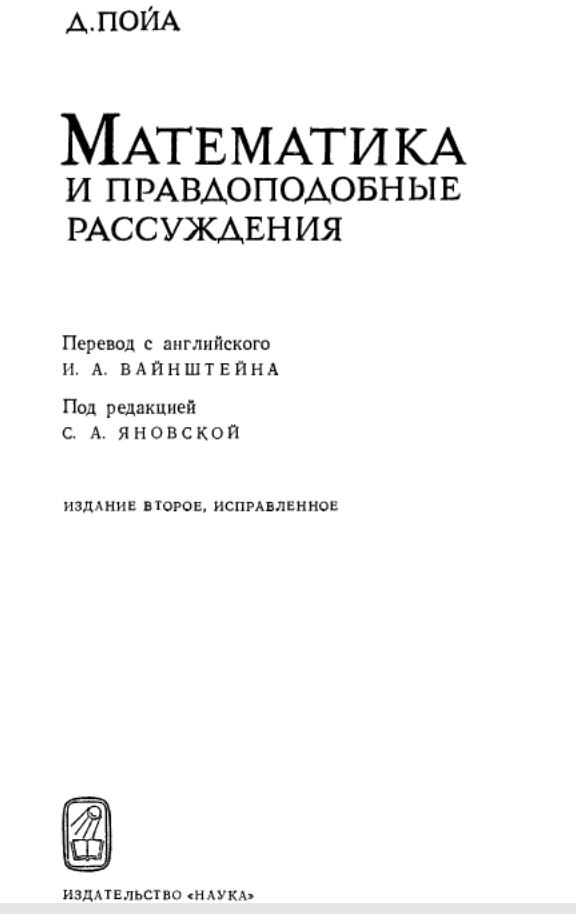 Д. ПОЙА
МАТЕМАТИКА
И ПРАВДОПОДОБНЫЕ
РАССУЖДЕНИЯ
Перевод с английского
И. А. ВАЙНШТЕЙНА
Под редакцией
С. А. ЯНОВСКОЙ
ИЗДАНИЕ ВТОРОЕ, ИСПРАВЛЕННОЕ
ИЗДАТЕЛЬСТВО «НАУКА»